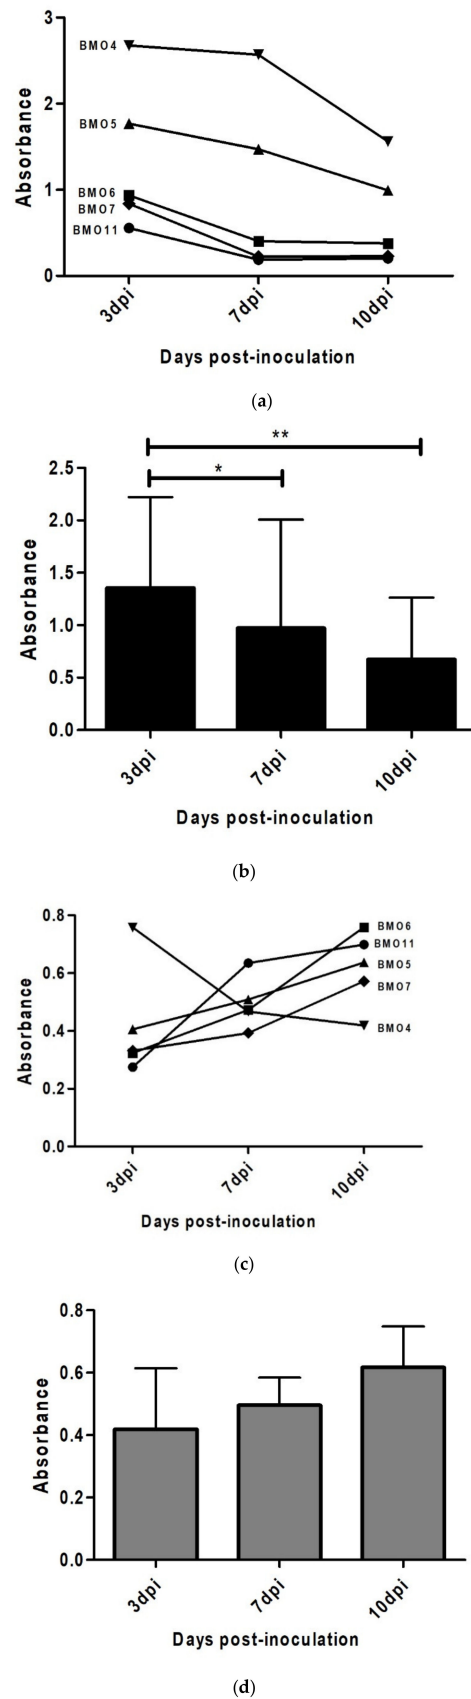 3
BMO4
2
BMO5
Absorbance
1
BMO6
BMO7
BMO11
0
3dpi 7dpi 10dpi
Days post-inoculation
(a)
**
2.5
*
2.0
1.5
Absorbance
1.0
0.5
0.0
3dpi 7dpi 10dpi
Days post-inoculation
(b)
0.8
BMO6
BMO11
0.6
BMO5
BMO7
Absorbance
0.4
BMO4
0.2
0.0
3dpi 7dpi 10dpi
Days post-inoculation
(c)
0.8
0.6
Absorbance
0.4
0.2
0.0
3dpi 7dpi 10dpi
Days post-inoculation
(d)